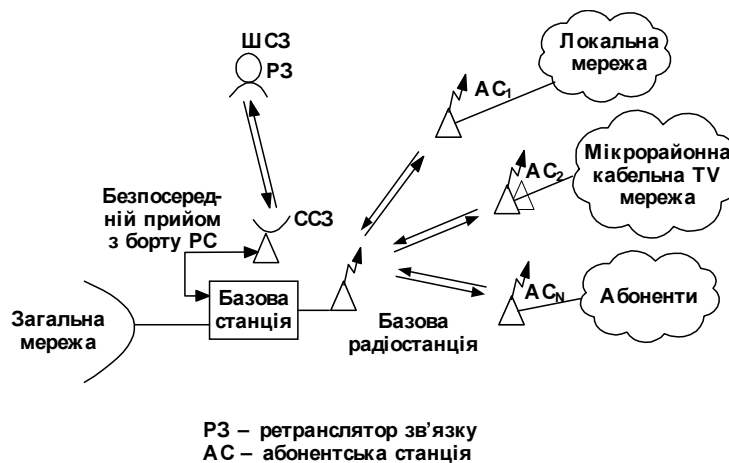 ШСЗ
РЗ
Локальна
мережа
АС1
Мікрорайонна
кабельна TV
мережа
АС2
Безпосеред-
ній прийом
з борту РС
ССЗ
Базова
станція
Загальна
мережа
Базова
радіостанція
АСN
Абоненти
РЗ – ретранслятор зв'язку
АС – абонентська станція